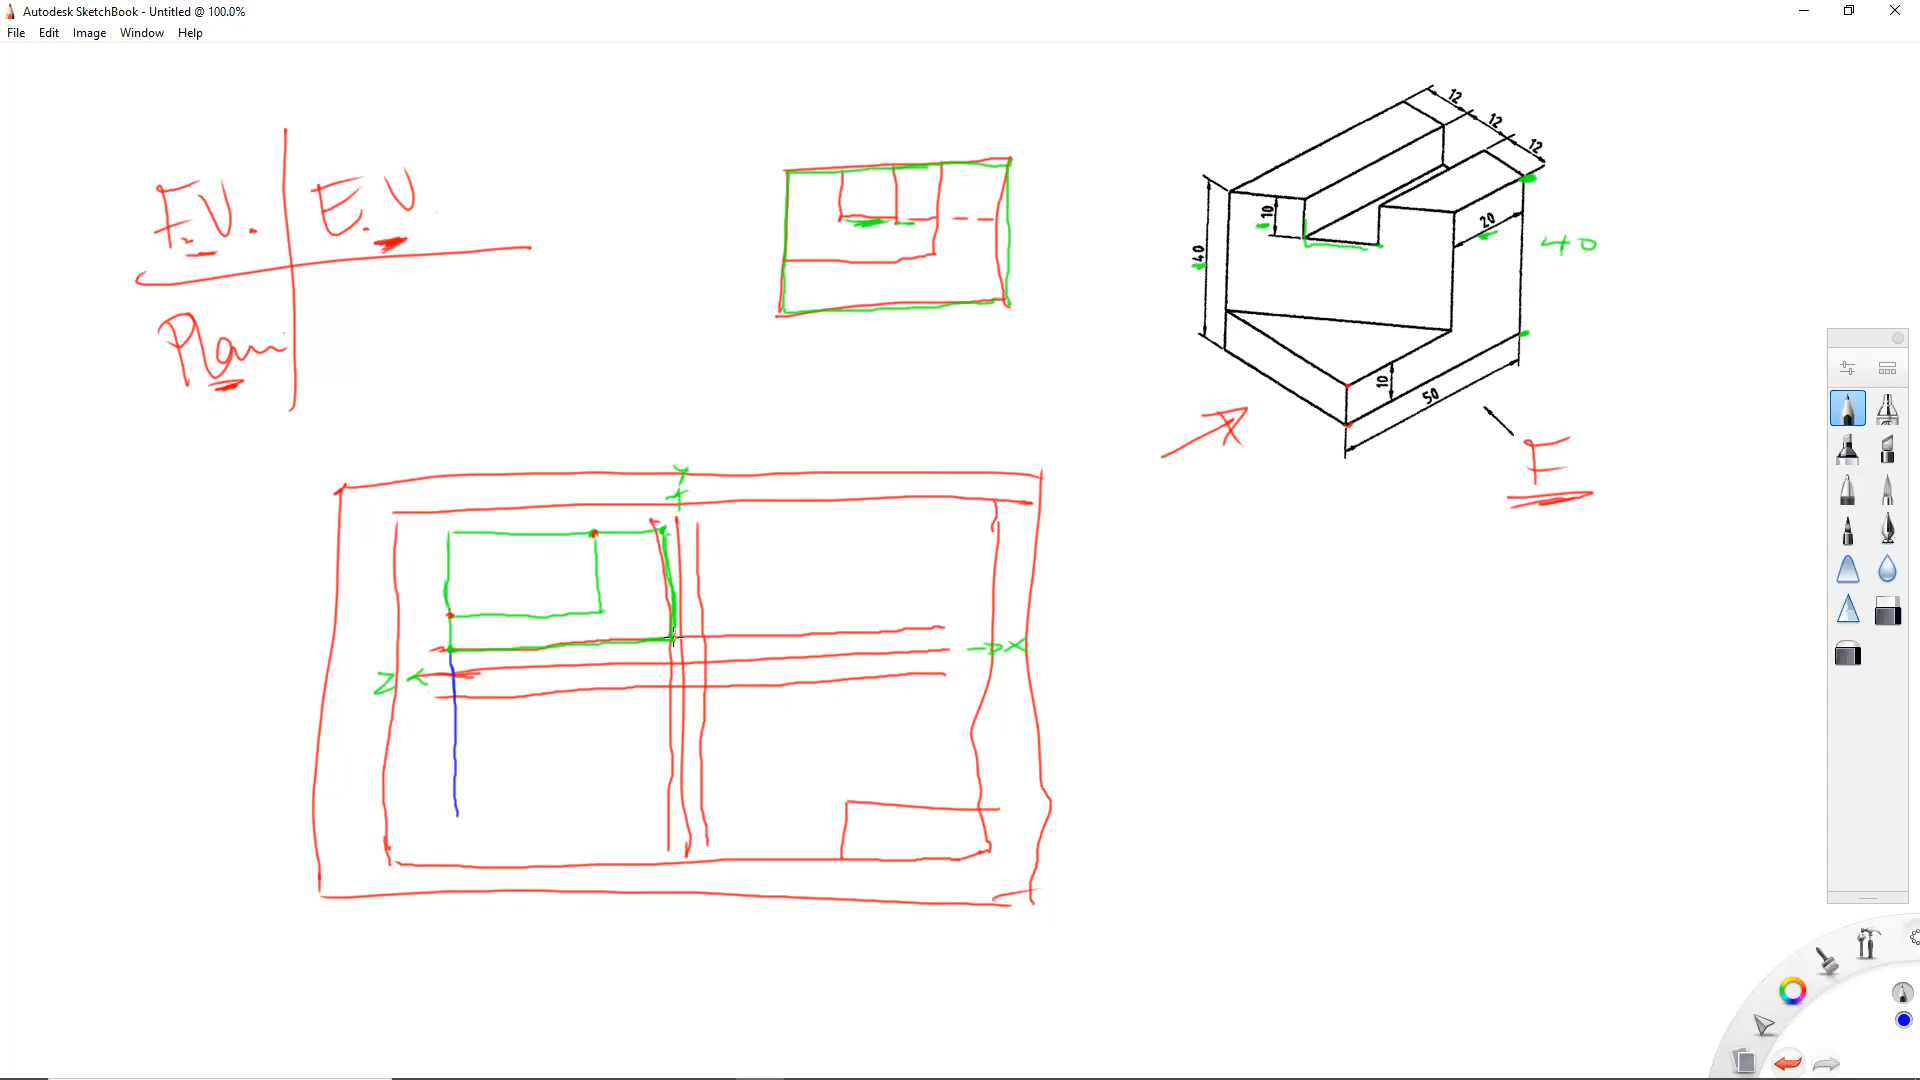 Autodesk SketchBook - Untitled @ 100.0%
File Edit Image Window Help
F.V. E.V
Plan
12
12
12
10
20
40
40
10
50
F
Y
X
Z